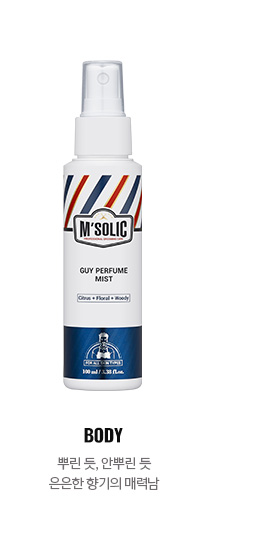 M'SOLIC
PROFESSIONAL GROOMING LINE
GUY PERFUME
MIST
Citrus + Floral + Woody
FOR ALL SKIN TYPES
100 ml / 3.38 fl.oz.
BODY
뿌린 듯, 안뿌린 듯
은은한 향기의 매력남